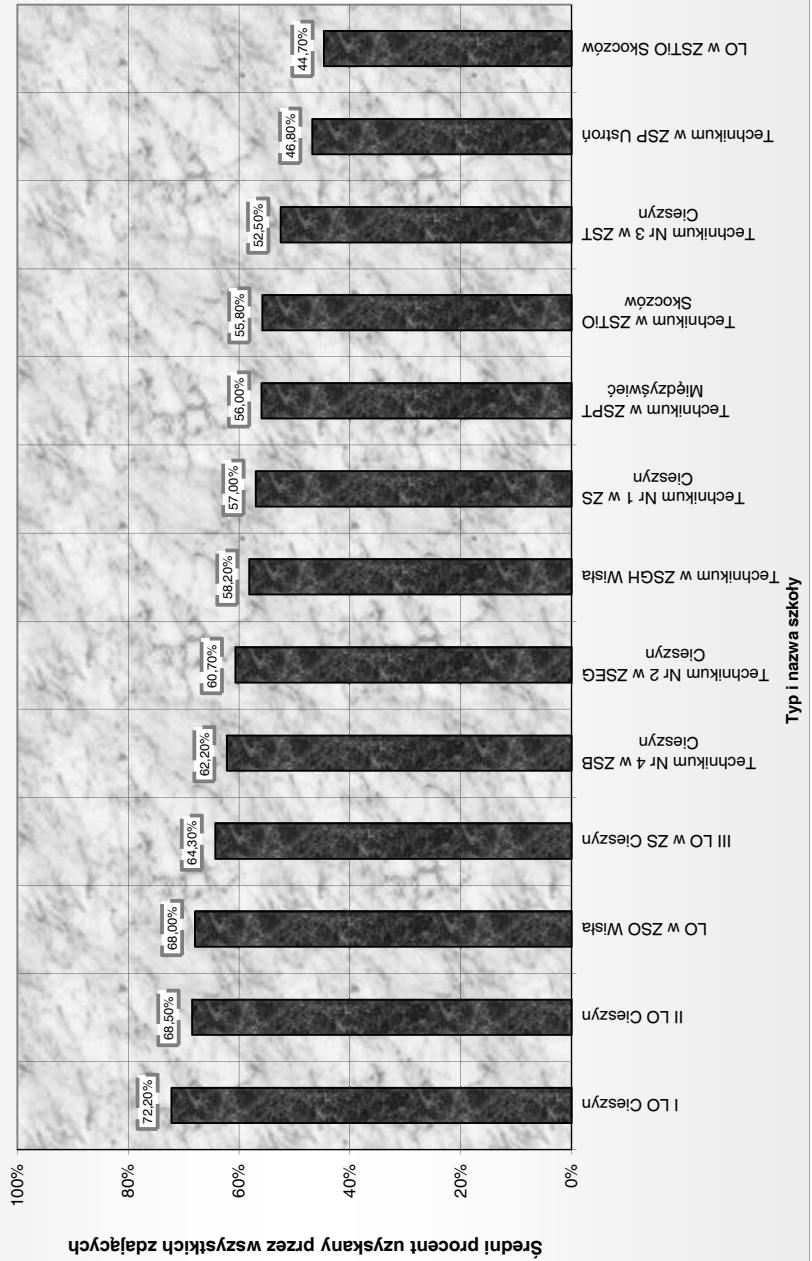 Średni procent uzyskany przez wszystkich zdających
100%
80%
60%
40%
20%
0%
72,20%
68,50%
68,00%
64,30%
62,20%
60,70%
58,20%
57,00%
56,00%
55,80%
52,50%
46,80%
44,70%
I LO Cieszyn
II LO Cieszyn
LO w ZSO Wisła
III LO w ZS Cieszyn
Technikum Nr 4 w ZSB
Cieszyn
Technikum Nr 2 w ZSEG
Cieszyn
Technikum w ZSGH Wisła
Technikum Nr 1 w ZS
Cieszyn
Technikum w ZSPT
Międzyświeć
Technikum w ZSTiO
Skoczów
Technikum Nr 3 w ZST
Cieszyn
Technikum w ZSP Ustroń
LO w ZSTiO Skoczów
Typ i nazwa szkoły